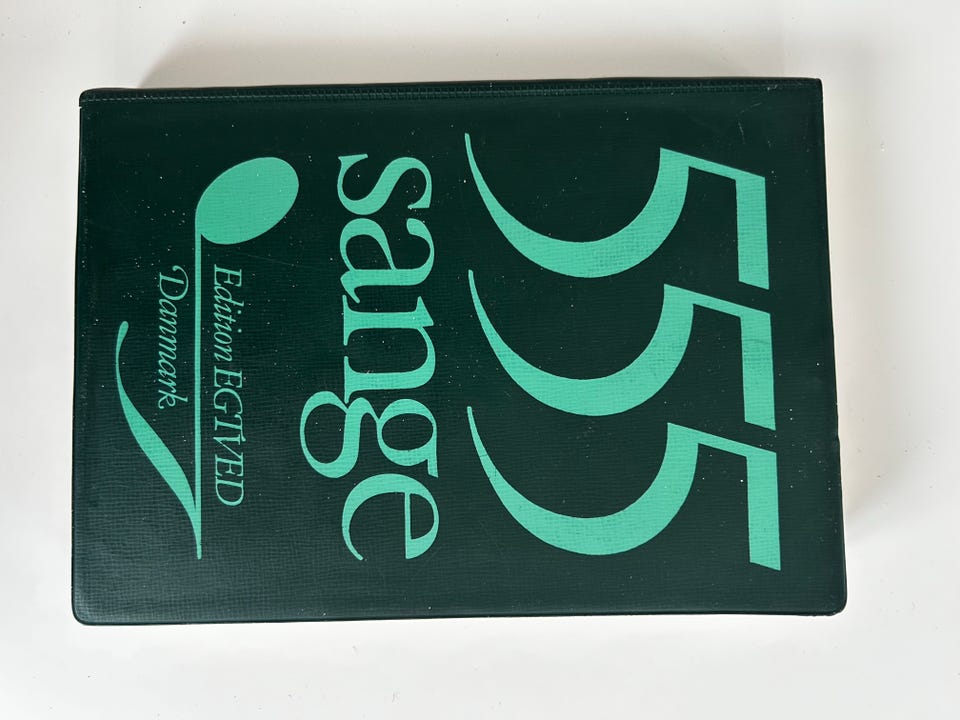 555
sange
Edition EGTVED
Danmark